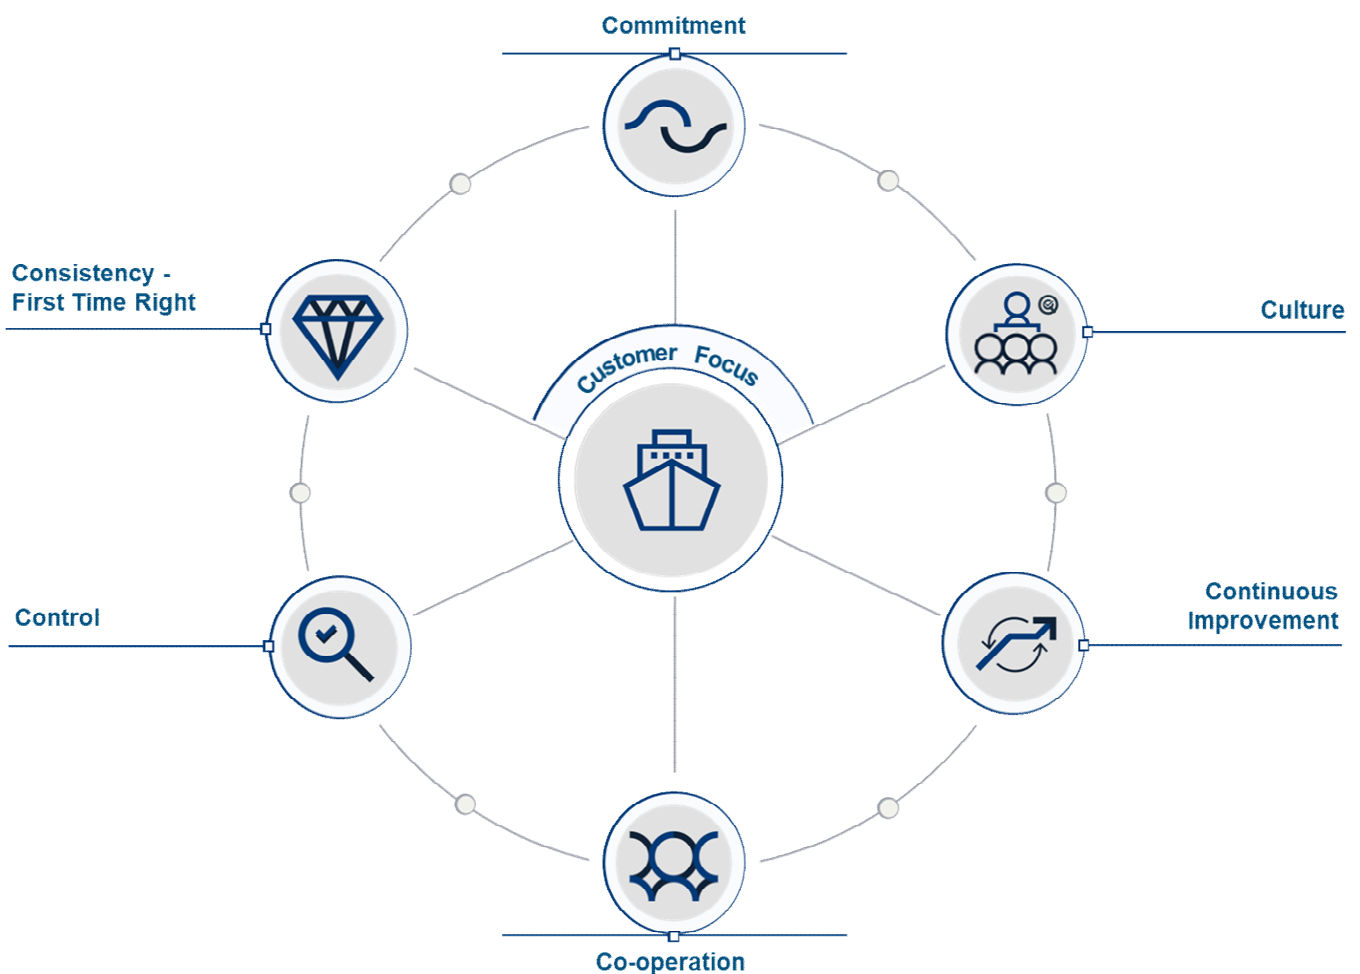 Commitment
Consistency -
First Time Right
Culture
Customer Focus
Control
Continuous
Improvement
Co-operation